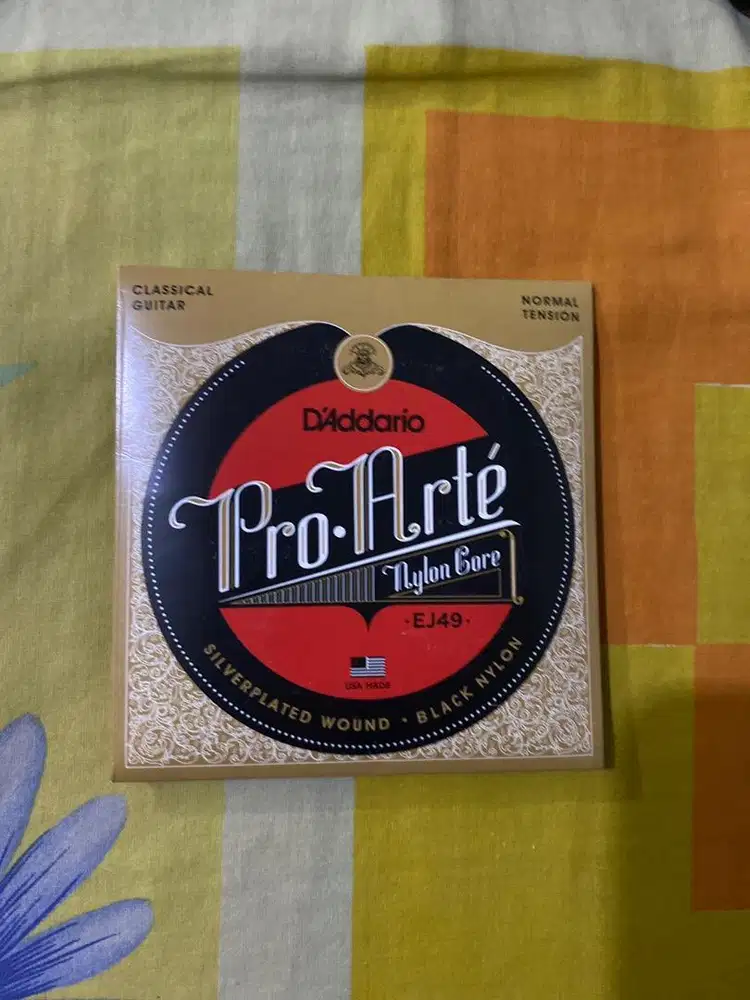 CLASSICAL
GUITAR
NORMAL
TENSION
D'Addario
Pro·Arté
Nylon Core
·EJ49·
USA MADE
SILVERPLATED WOUND · BLACK NYLON